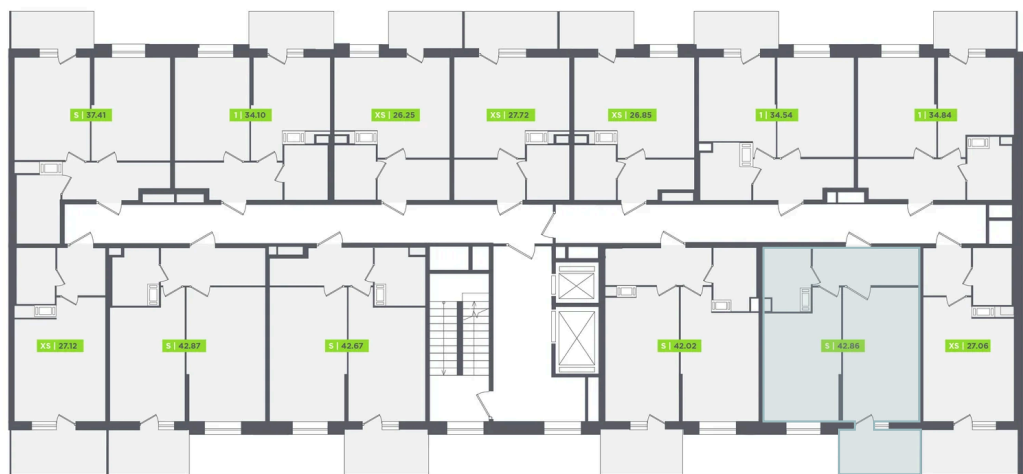 S | 37.41
1 | 34.10
XS | 26.25
XS | 27.72
XS | 26.85
1 | 34.54
1 | 34.84
XS | 27.12
S | 42.87
S | 42.67
S | 42.02
S | 42.86
XS | 27.06